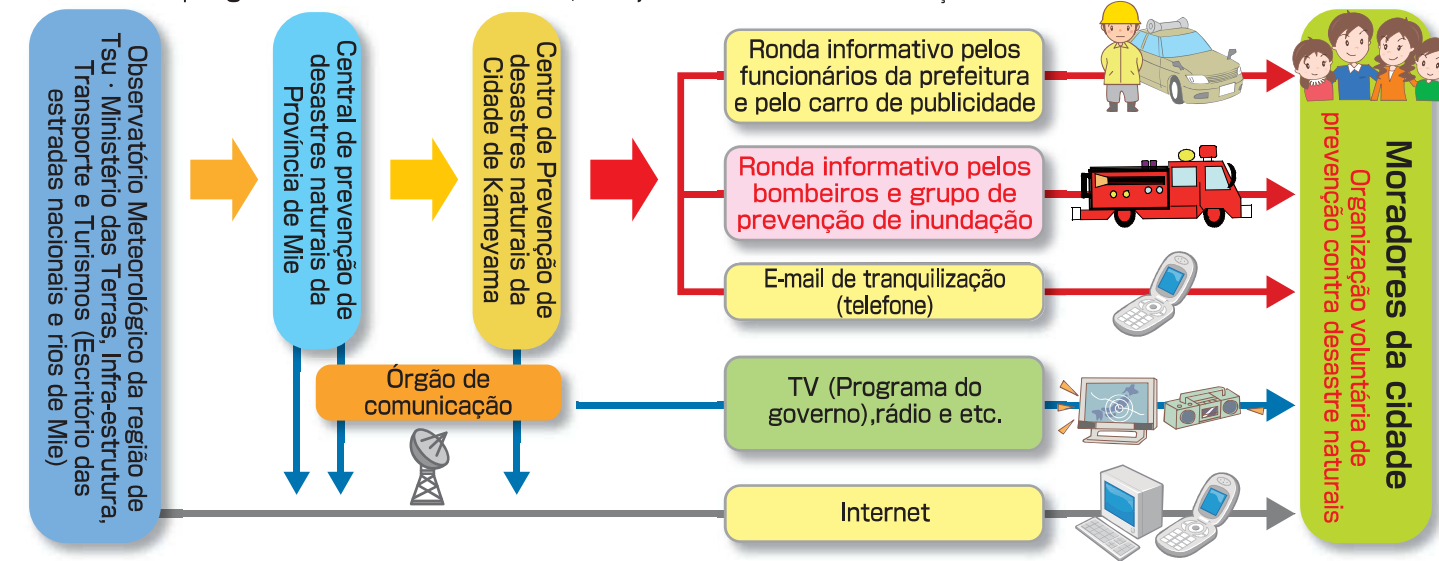 Observatório Meteorológico da região de
Tsu · Ministério das Terras, Infra-estrutura,
Transporte e Turismos (Escritório das
estradas nacionais e rios de Mie)
Central de prevenção de
desastres naturais da
Província de Mie
Centro de Prevenção de
desastres naturais da
Cidade de Kameyama
Órgão de
comunicação
Ronda informativo pelos
funcionários da prefeitura
e pelo carro de publicidade
Ronda informativo pelos
bombeiros e grupo de
prevenção de inundação
E-mail de tranquilização
(telefone)
TV (Programa do
governo),rádio e etc.
Internet
Moradores da cidade
Organização voluntária de
prevenção contra desastre naturais